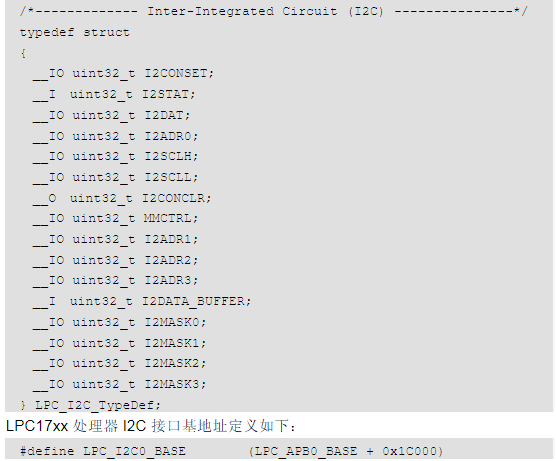 /*------------- Inter-Integrated Circuit (I2C) ---------------*/
typedef struct
{
__IO uint32_t I2CONSET;
__I  uint32_t I2STAT;
__IO uint32_t I2DAT;
__IO uint32_t I2ADR0;
__IO uint32_t I2SCLH;
__IO uint32_t I2SCLL;
__O  uint32_t I2CONCLR;
__IO uint32_t MMCTRL;
__IO uint32_t I2ADR1;
__IO uint32_t I2ADR2;
__IO uint32_t I2ADR3;
__I  uint32_t I2DATA_BUFFER;
__IO uint32_t I2MASK0;
__IO uint32_t I2MASK1;
__IO uint32_t I2MASK2;
__IO uint32_t I2MASK3;
} LPC_I2C_TypeDef;
LPC17xx 处理器 I2C 接口基地址定义如下：
#define LPC_I2C0_BASE        (LPC_APB0_BASE + 0x1C000)